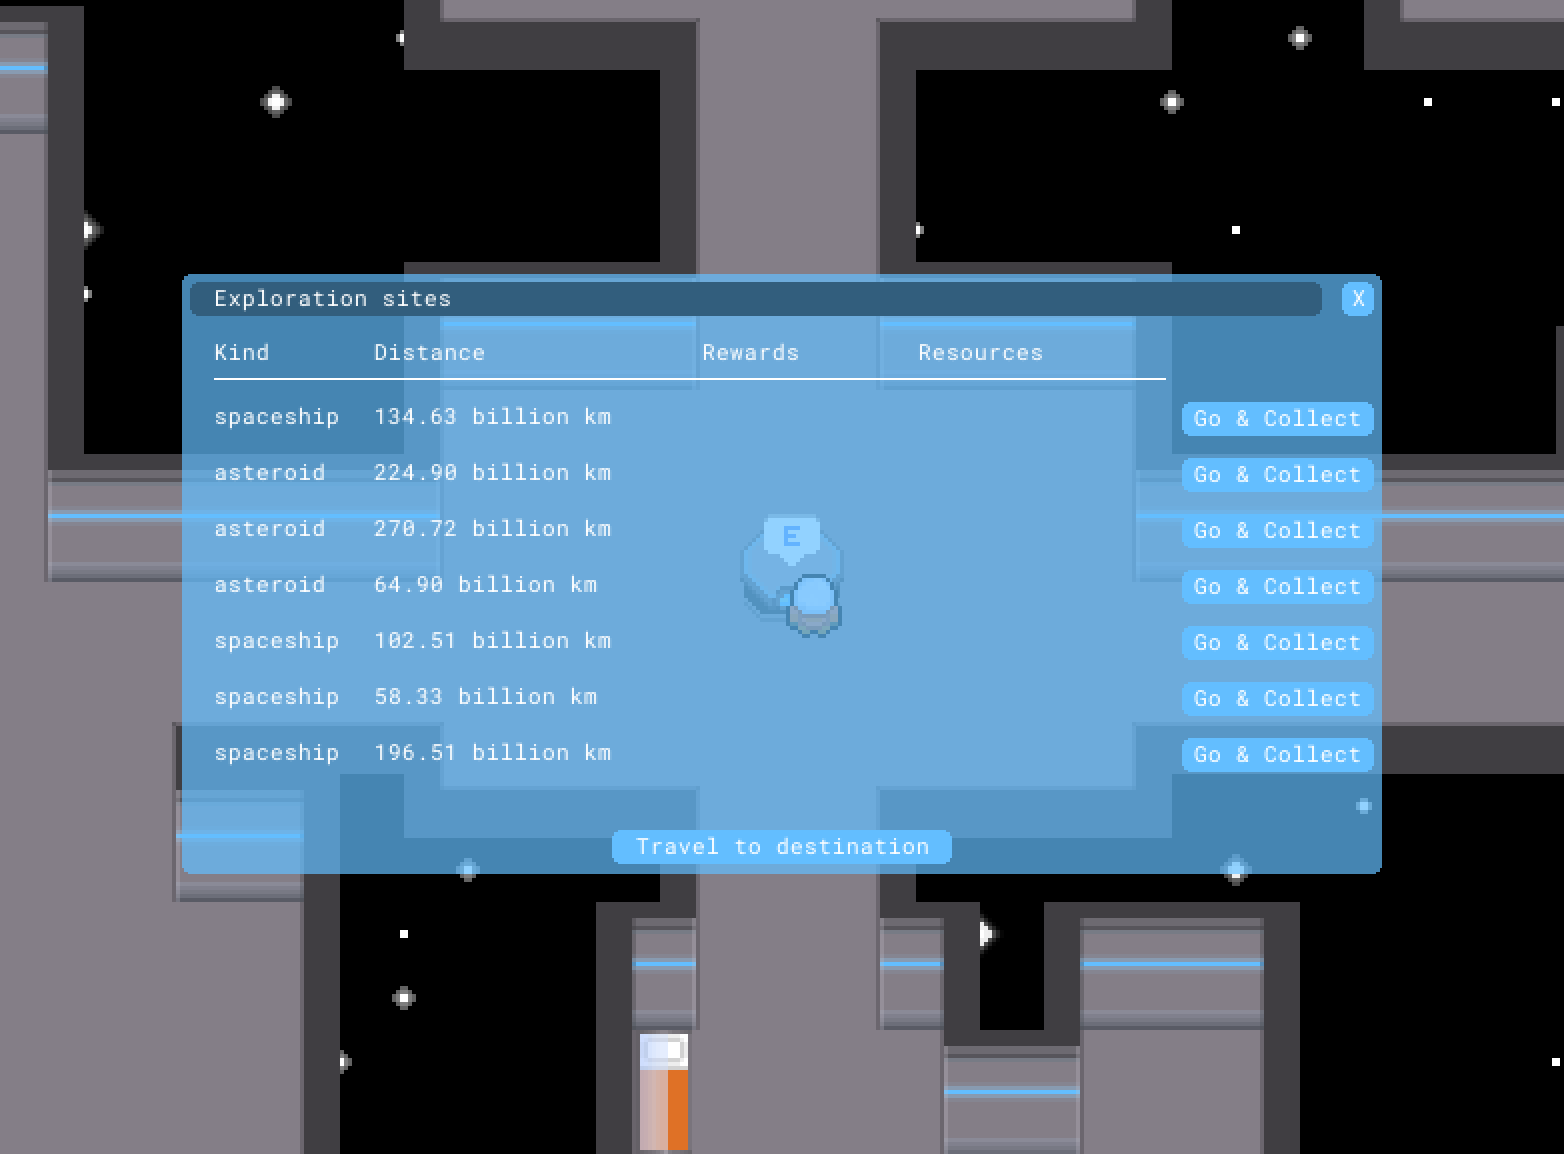 Exploration sites X
Kind Distance Rewards Resources
spaceship 134.63 billion km Go & Collect
asteroid 224.90 billion km Go & Collect
asteroid 270.72 billion km Go & Collect
E
asteroid 64.90 billion km Go & Collect
spaceship 102.51 billion km Go & Collect
spaceship 58.33 billion km Go & Collect
spaceship 196.51 billion km Go & Collect
Travel to destination